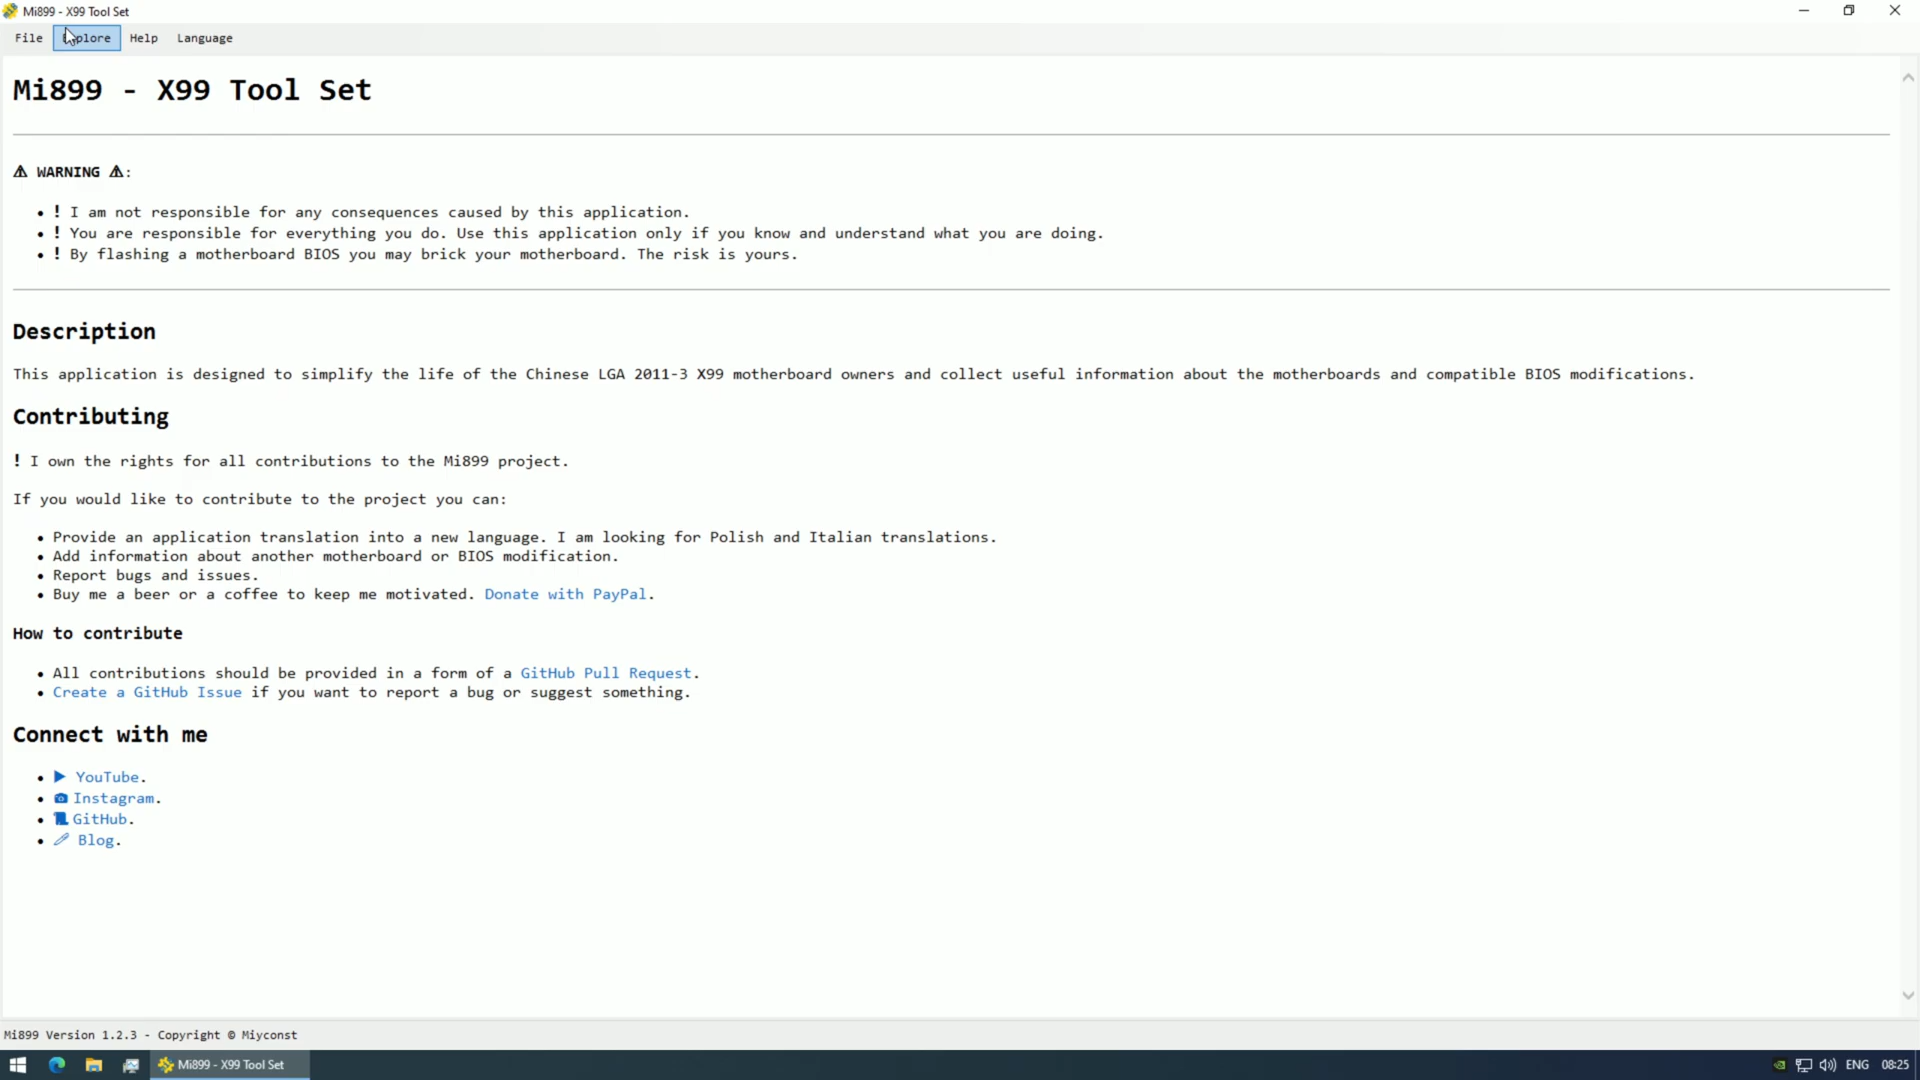 Mi899 - X99 Tool Set
File Explore Help Language
Mi899 - X99 Tool Set
⚠ WARNING ⚠:
• ! I am not responsible for any consequences caused by this application.
• ! You are responsible for everything you do. Use this application only if you know and understand what you are doing.
• ! By flashing a motherboard BIOS you may brick your motherboard. The risk is yours.
Description
This application is designed to simplify the life of the Chinese LGA 2011-3 X99 motherboard owners and collect useful information about the motherboards and compatible BIOS modifications.
Contributing
! I own the rights for all contributions to the Mi899 project.
If you would like to contribute to the project you can:
• Provide an application translation into a new language. I am looking for Polish and Italian translations.
• Add information about another motherboard or BIOS modification.
• Report bugs and issues.
• Buy me a beer or a coffee to keep me motivated. Donate with PayPal.
How to contribute
• All contributions should be provided in a form of a GitHub Pull Request.
• Create a GitHub Issue if you want to report a bug or suggest something.
Connect with me
• ▶ YouTube.
• Instagram.
• GitHub.
• Blog.
Mi899 Version 1.2.3 - Copyright © Miyconst
Mi899 - X99 Tool Set
ENG 08:25